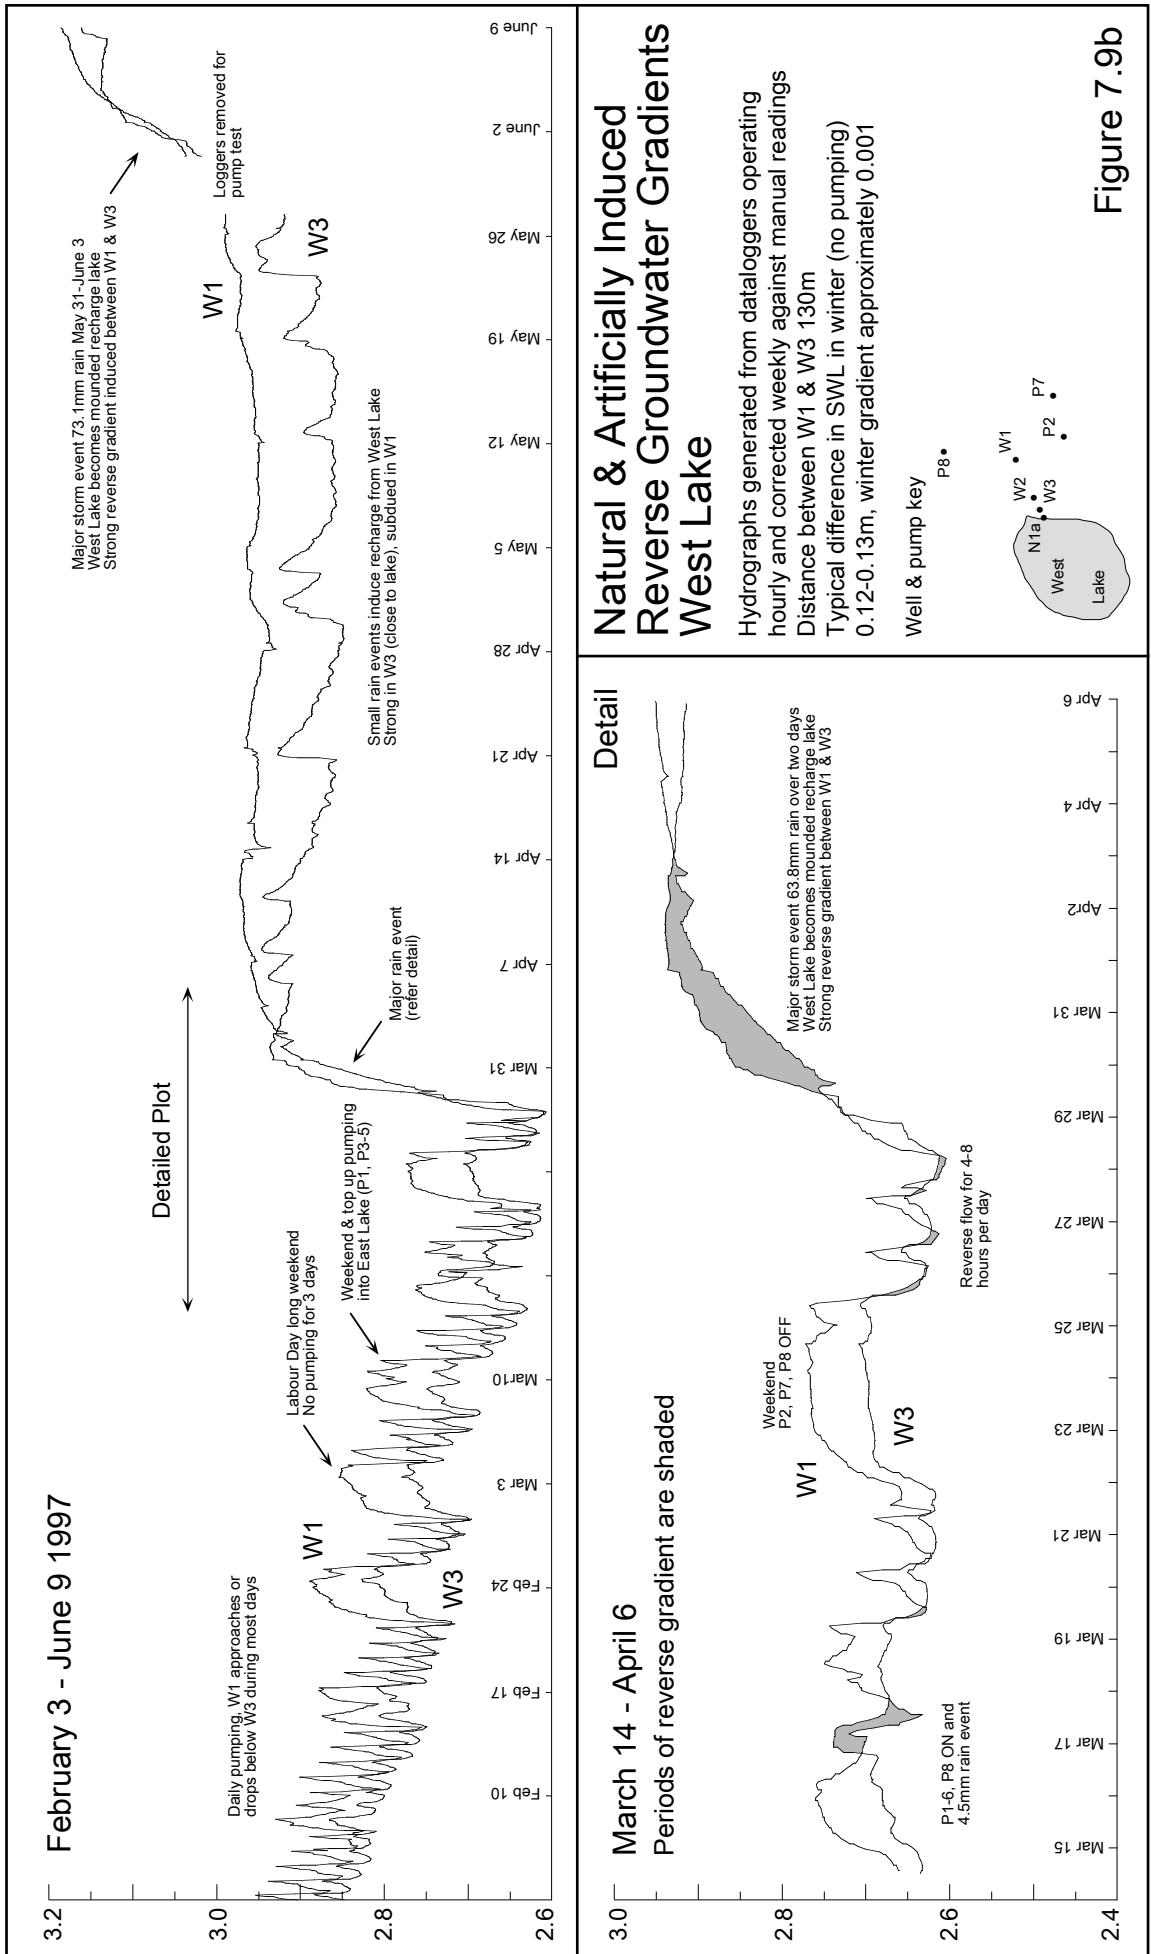 February 3 - June 9 1997
3.2
3.0
2.8
2.6
Daily pumping, W1 approaches or
drops below W3 during most days
W1
W3
Labour Day long weekend
No pumping for 3 days
Weekend & top up pumping
into East Lake (P1, P3-5)
Detailed Plot
Major rain event
(refer detail)
Small rain events induce recharge from West Lake
Strong in W3 (close to lake), subdued in W1
Major storm event 73.1mm rain May 31-June 3
West Lake becomes mounded recharge lake
Strong reverse gradient induced between W1 & W3
W1
W3
Loggers removed for
pump test
Feb 10
Feb 17
Feb 24
Mar 3
Mar10
Mar 31
Apr 7
Apr 14
Apr 21
Apr 28
May 5
May 12
May 19
May 26
June 2
June 9
March 14 - April 6
Periods of reverse gradient are shaded
Detail
3.0
2.8
2.6
2.4
P1-6, P8 ON and
4.5mm rain event
W1
W3
Weekend
P2, P7, P8 OFF
Reverse flow for 4-8
hours per day
Major storm event 63.8mm rain over two days
West Lake becomes mounded recharge lake
Strong reverse gradient between W1 & W3
Mar 15
Mar 17
Mar 19
Mar 21
Mar 23
Mar 25
Mar 27
Mar 29
Mar 31
Apr2
Apr 4
Apr 6
Natural & Artificially Induced
Reverse Groundwater Gradients
West Lake
Hydrographs generated from dataloggers operating
hourly and corrected weekly against manual readings
Distance between W1 & W3 130m
Typical difference in SWL in winter (no pumping)
0.12-0.13m, winter gradient approximately 0.001
Well & pump key
P8
W1
W2
W3
N1a
P2
P7
West
Lake
Figure 7.9b